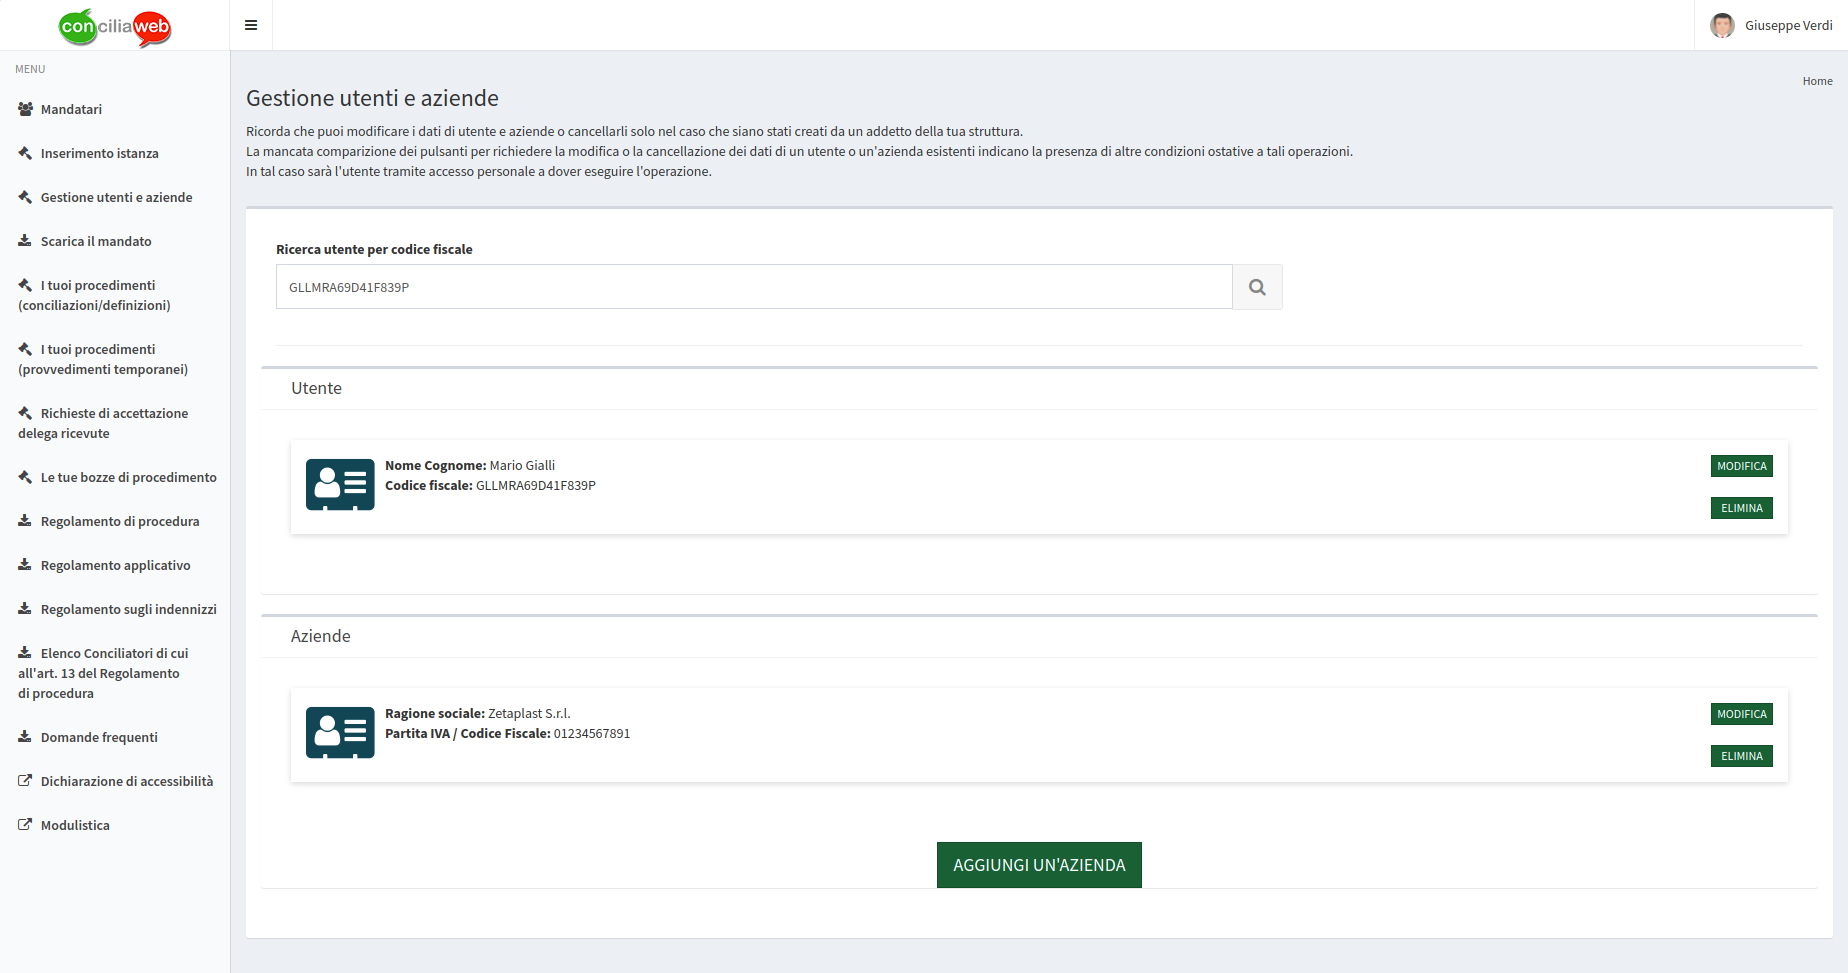 conciliaweb
Giuseppe Verdi
MENU
Mandatari
Inserimento istanza
Gestione utenti e aziende
Scarica il mandato
I tuoi procedimenti
(conciliazioni/definizioni)
I tuoi procedimenti
(provvedimenti temporanei)
Richieste di accettazione
delega ricevute
Le tue bozze di procedimento
Regolamento di procedura
Regolamento applicativo
Regolamento sugli indennizzi
Elenco Conciliatori di cui
all'art. 13 del Regolamento
di procedura
Domande frequenti
Dichiarazione di accessibilità
Modulistica
Home
Gestione utenti e aziende
Ricorda che puoi modificare i dati di utente e aziende o cancellarli solo nel caso che siano stati creati da un addetto della tua struttura.
La mancata comparizione dei pulsanti per richiedere la modifica o la cancellazione dei dati di un utente o un'azienda esistenti indicano la presenza di altre condizioni ostative a tali operazioni.
In tal caso sarà l'utente tramite accesso personale a dover eseguire l'operazione.
Ricerca utente per codice fiscale
GLLMRA69D41F839P
Utente
Nome Cognome: Mario Gialli
Codice fiscale: GLLMRA69D41F839P
MODIFICA
ELIMINA
Aziende
Ragione sociale: Zetaplast S.r.l.
Partita IVA / Codice Fiscale: 01234567891
MODIFICA
ELIMINA
AGGIUNGI UN'AZIENDA